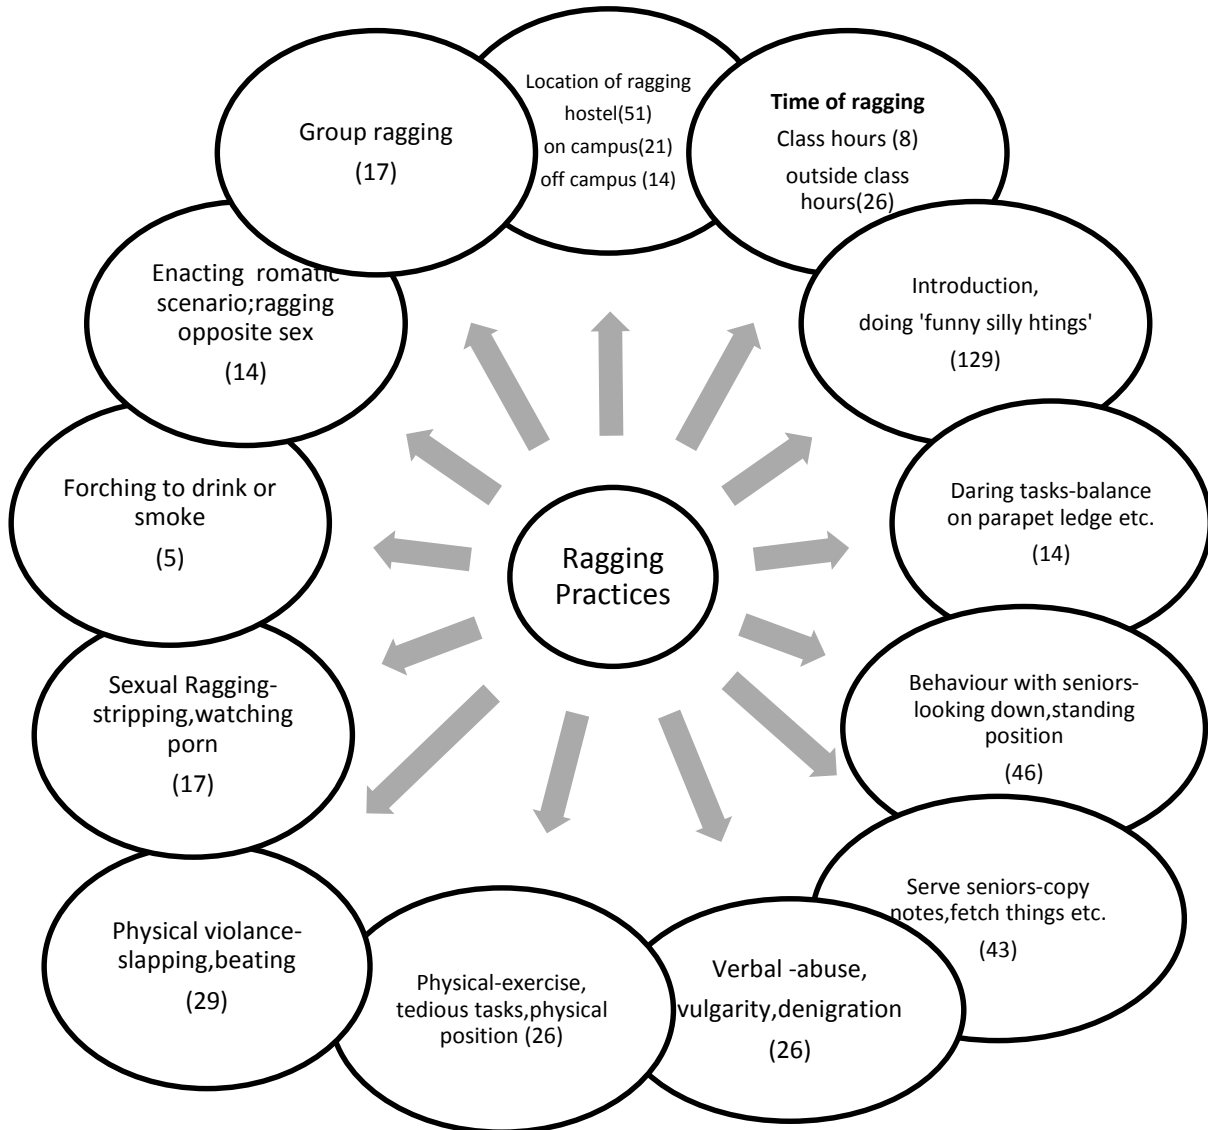 Location of ragging
hostel(51)
on campus(21)
off campus (14)
Time of ragging
Class hours (8)
outside class
hours(26)
Introduction,
doing 'funny silly htings'
(129)
Daring tasks-balance
on parapet ledge etc.
(14)
Behaviour with seniors-
looking down,standing
position
(46)
Serve seniors-copy
notes,fetch things etc.
(43)
Verbal -abuse,
vulgarity,denigration
(26)
Physical-exercise,
tedious tasks,physical
position (26)
Physical violance-
slapping,beating
(29)
Sexual Ragging-
stripping,watching
porn
(17)
Forching to drink or
smoke
(5)
Enacting romatic
scenario;ragging
opposite sex
(14)
Group ragging
(17)
Ragging
Practices